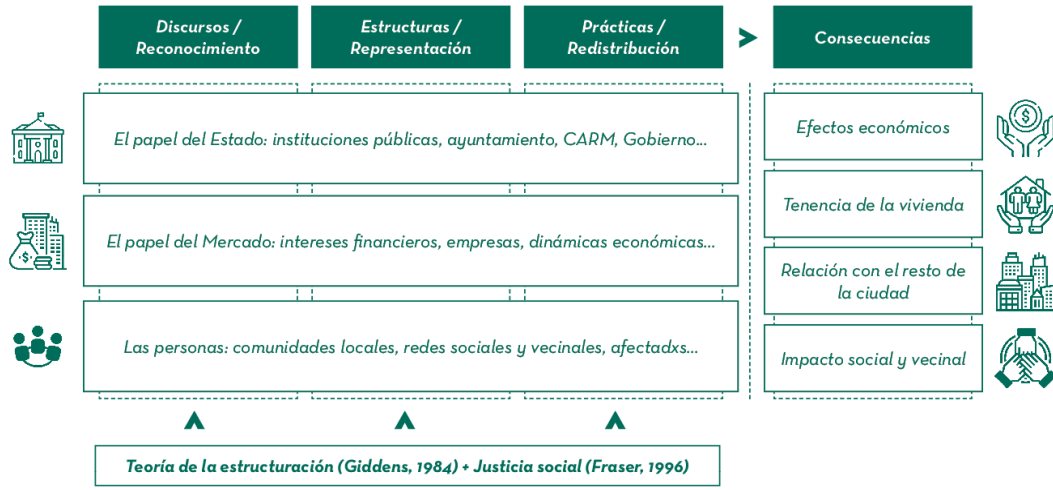 Discursos /
Reconocimiento
Estructuras /
Representación
Prácticas /
Redistribución
>
Consecuencias
El papel del Estado: instituciones públicas, ayuntamiento, CARM, Gobierno...
El papel del Mercado: intereses financieros, empresas, dinámicas económicas...
Las personas: comunidades locales, redes sociales y vecinales, afectadxs...
Efectos económicos
Tenencia de la vivienda
Relación con el resto de
la ciudad
Impacto social y vecinal
Teoría de la estructuración (Giddens, 1984) + Justicia social (Fraser, 1996)